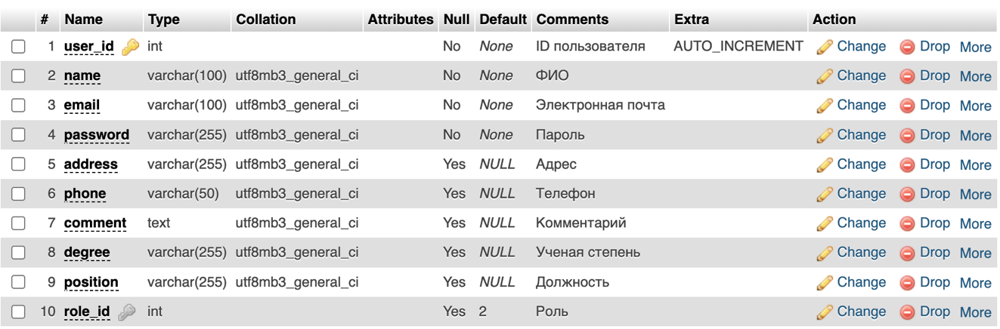 # Name Type Collation Attributes Null Default Comments Extra Action
1 user_id int No None ID пользователя AUTO_INCREMENT Change Drop More
2 name varchar(100) utf8mb3_general_ci No None ФИО Change Drop More
3 email varchar(100) utf8mb3_general_ci No None Электронная почта Change Drop More
4 password varchar(255) utf8mb3_general_ci No None Пароль Change Drop More
5 address varchar(255) utf8mb3_general_ci Yes NULL Адрес Change Drop More
6 phone varchar(50) utf8mb3_general_ci Yes NULL Телефон Change Drop More
7 comment text utf8mb3_general_ci Yes NULL Комментарий Change Drop More
8 degree varchar(255) utf8mb3_general_ci Yes NULL Ученая степень Change Drop More
9 position varchar(255) utf8mb3_general_ci Yes NULL Должность Change Drop More
10 role_id int Yes 2 Роль Change Drop More